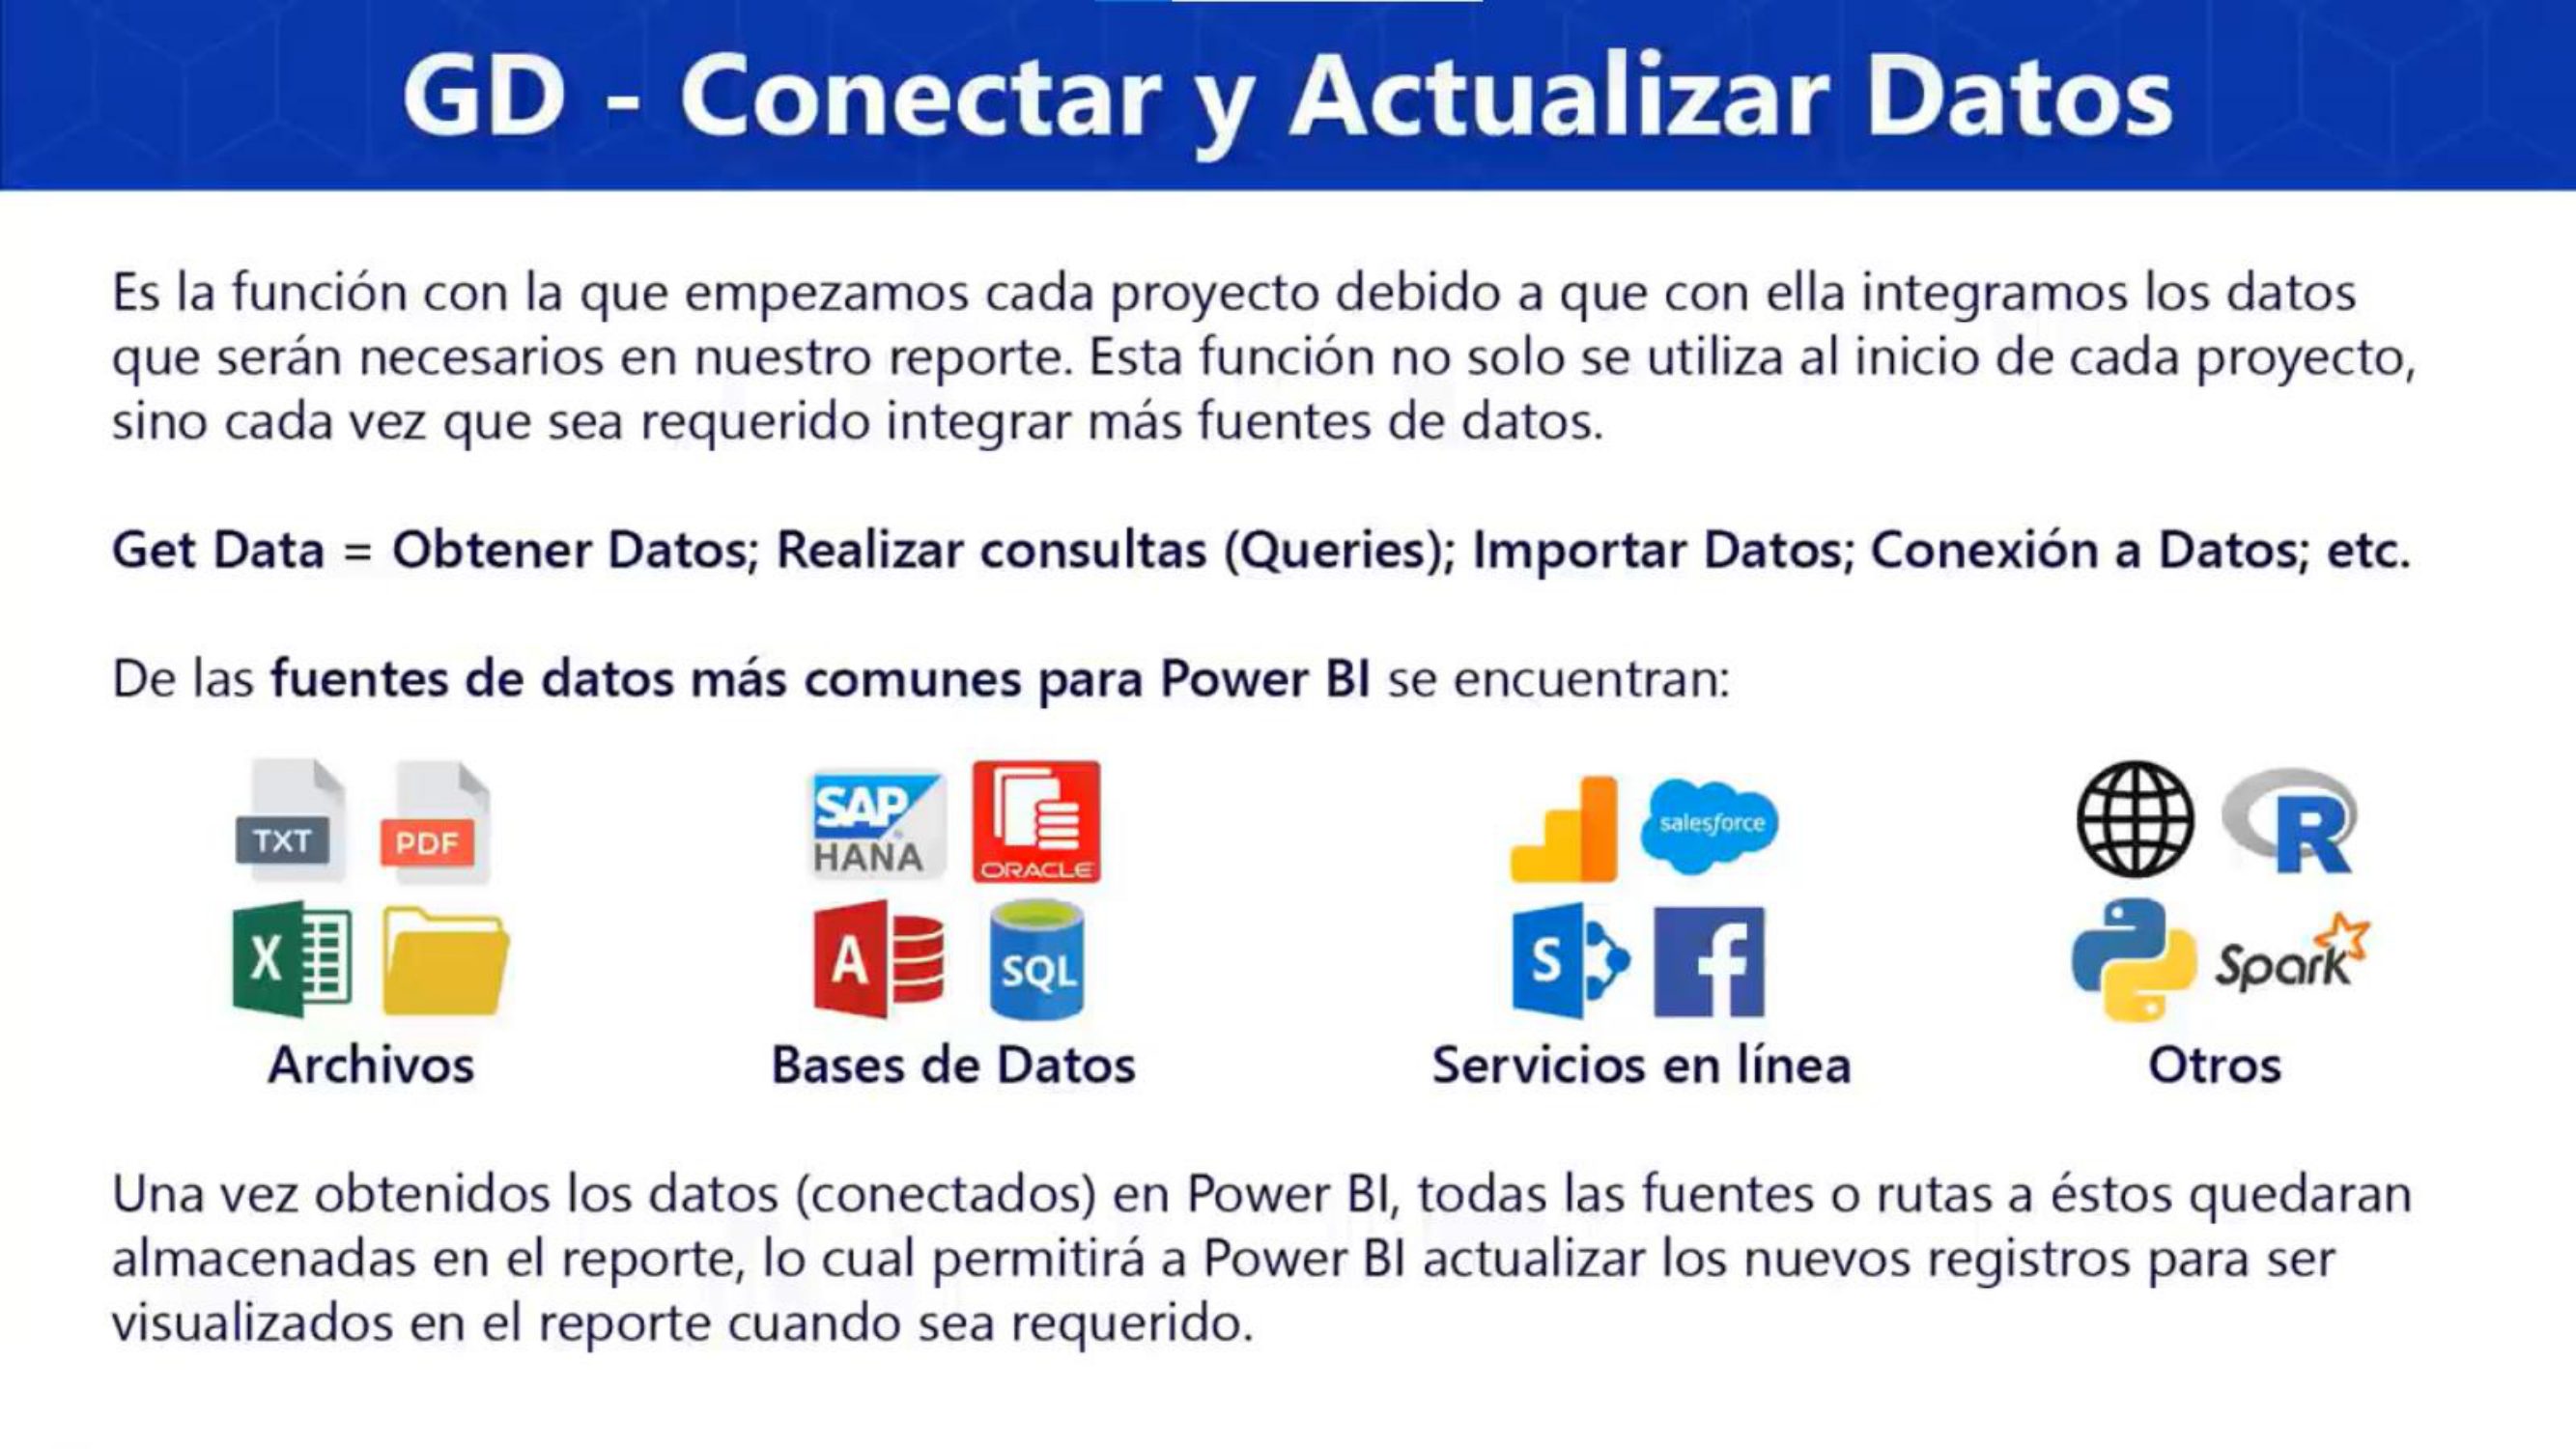 GD - Conectar y Actualizar Datos
Es la función con la que empezamos cada proyecto debido a que con ella integramos los datos
que serán necesarios en nuestro reporte. Esta función no solo se utiliza al inicio de cada proyecto,
sino cada vez que sea requerido integrar más fuentes de datos.
Get Data = Obtener Datos; Realizar consultas (Queries); Importar Datos; Conexión a Datos; etc.
De las fuentes de datos más comunes para Power BI se encuentran:
TXT
PDF
X
Archivos
SAP
HANA
ORACLE
A
SQL
Bases de Datos
salesforce
S
f
Servicios en línea
R
Spark
Otros
Una vez obtenidos los datos (conectados) en Power BI, todas las fuentes o rutas a éstos quedaran
almacenadas en el reporte, lo cual permitirá a Power BI actualizar los nuevos registros para ser
visualizados en el reporte cuando sea requerido.